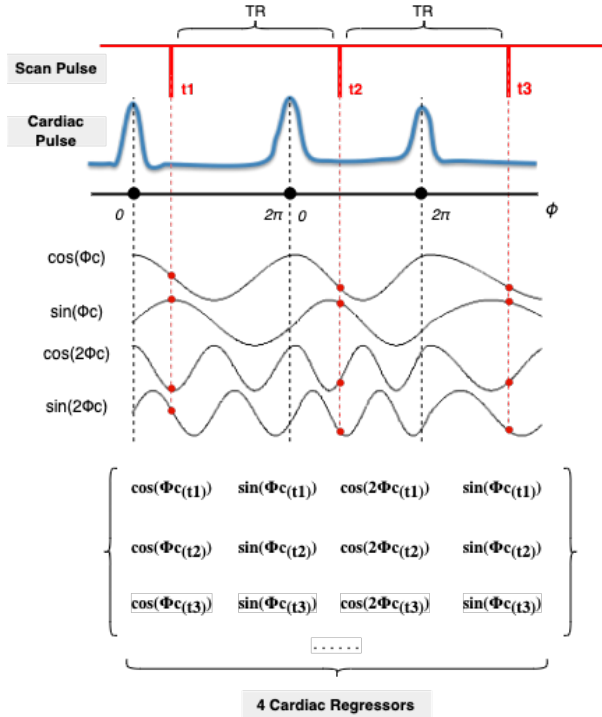 TR TR
Scan Pulse
t1 t2 t3
Cardiac
Pulse
0 2π 0 2π ϕ
cos(Φc)
sin(Φc)
cos(2Φc)
sin(2Φc)
cos(Φc(t1)) sin(Φc(t1)) cos(2Φc(t1)) sin(Φc(t1))
cos(Φc(t2)) sin(Φc(t2)) cos(2Φc(t2)) sin(Φc(t2))
cos(Φc(t3)) sin(Φc(t3)) cos(2Φc(t3)) sin(Φc(t3))
......
4 Cardiac Regressors